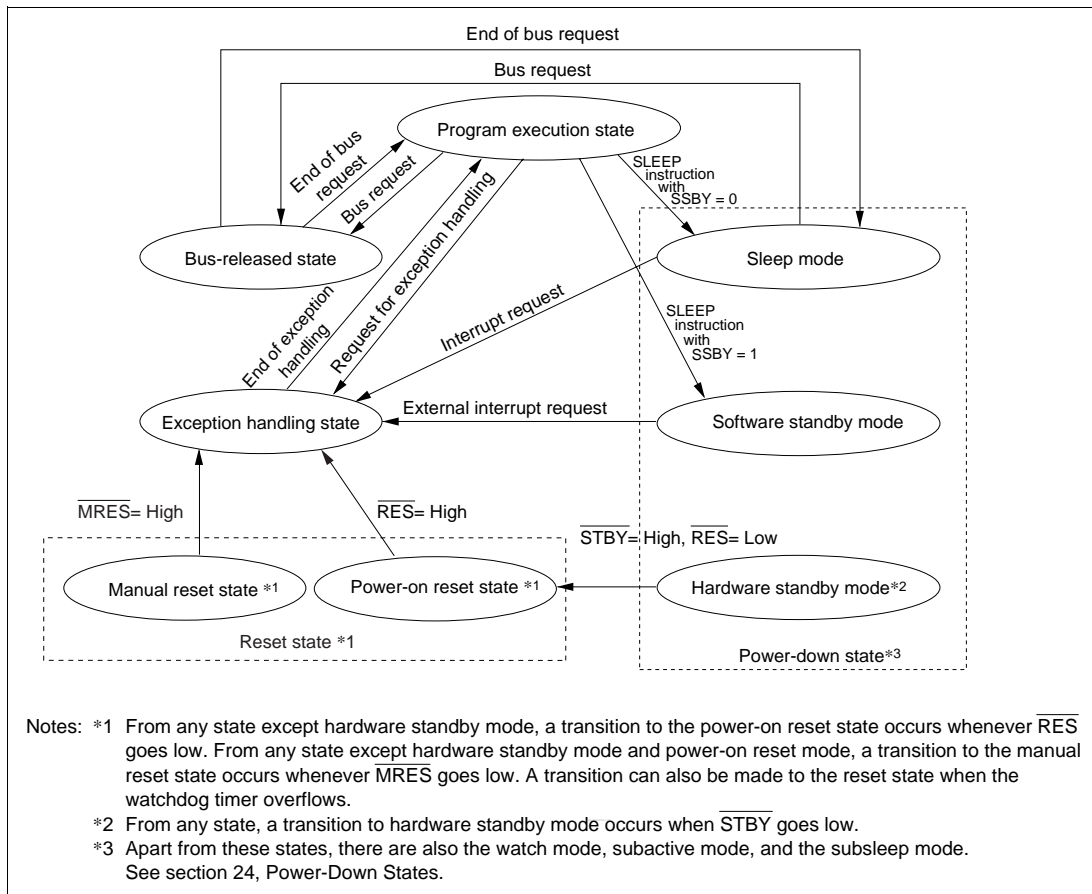 End of bus request
Bus request
Program execution state
End of bus
request
Bus request
SLEEP
instruction
with
SSBY = 0
Bus-released state
Sleep mode
End of exception
handling
Request for exception handling
Interrupt request
SLEEP
instruction
with
SSBY = 1
Exception handling state
External interrupt request
Software standby mode
MRES= High
RES= High
STBY= High, RES= Low
Manual reset state *1
Power-on reset state *1
Hardware standby mode*2
Reset state *1
Power-down state*3
Notes: *1 From any state except hardware standby mode, a transition to the power-on reset state occurs whenever RES
goes low. From any state except hardware standby mode and power-on reset mode, a transition to the manual
reset state occurs whenever MRES goes low. A transition can also be made to the reset state when the
watchdog timer overflows.
*2 From any state, a transition to hardware standby mode occurs when STBY goes low.
*3 Apart from these states, there are also the watch mode, subactive mode, and the subsleep mode.
See section 24, Power-Down States.